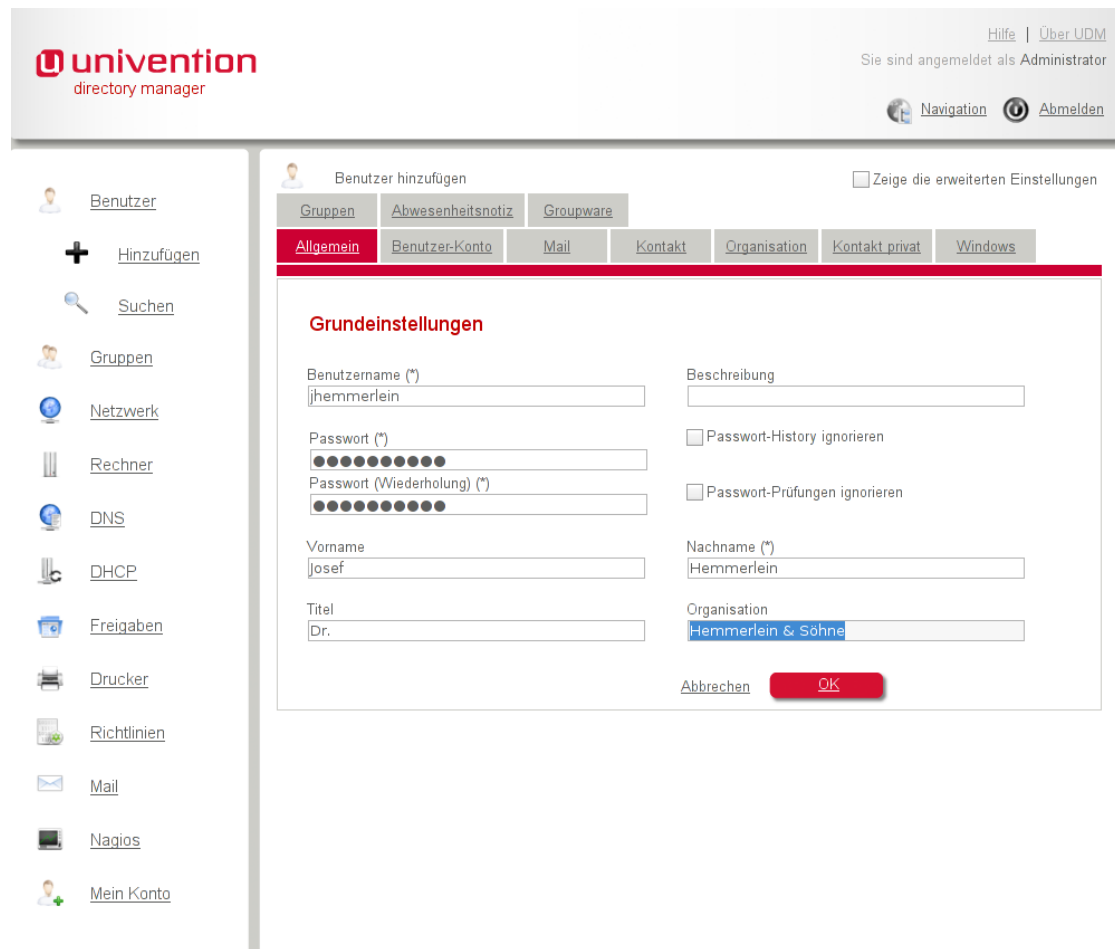 Hilfe | Über UDM
univention
directory manager
Sie sind angemeldet als Administrator
Navigation Abmelden
Benutzer
Hinzufügen
Suchen
Gruppen
Netzwerk
Rechner
DNS
DHCP
Freigaben
Drucker
Richtlinien
Mail
Nagios
Mein Konto
Benutzer hinzufügen
Zeige die erweiterten Einstellungen
Gruppen Abwesenheitsnotiz Groupware
Allgemein Benutzer-Konto Mail Kontakt Organisation Kontakt privat Windows
Grundeinstellungen
Benutzername (*) Beschreibung
jhemmerlein
Passwort (*) Passwort-History ignorieren
●●●●●●●●●●
Passwort (Wiederholung) (*) Passwort-Prüfungen ignorieren
●●●●●●●●●●
Vorname Nachname (*)
Josef Hemmerlein
Titel Organisation
Dr. Hemmerlein & Söhne
Abbrechen OK